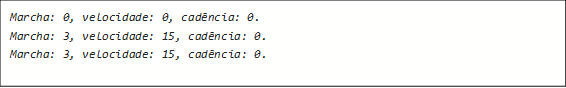 Marcha: 0, velocidade: 0, cadência: 0.
Marcha: 3, velocidade: 15, cadência: 0.
Marcha: 3, velocidade: 15, cadência: 0.